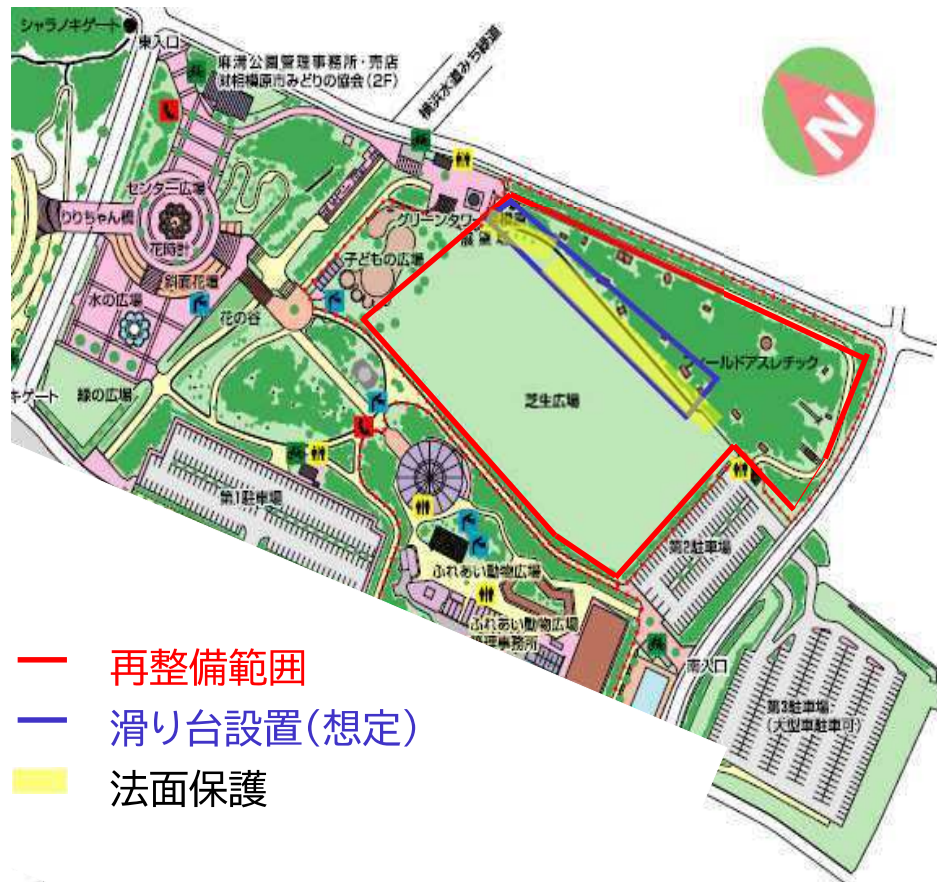 シャラノキゲート
東入口
麻溝公園管理事務所・売店
(財)相模原市みどりの協会(2F)
横浜水道みち緑道
N
センター広場
りりちゃん橋
花時計
斜面花壇
水の広場
花の谷
グリーンタワー
子どもの広場
緑の広場
キゲート
フィールドアスレチック
芝生広場
第1駐車場
第2駐車場
ふれあい動物広場
ふれあい動物広場
管理事務所
南入口
第3駐車場
(大型車駐車可)
再整備範囲
滑り台設置(想定)
法面保護